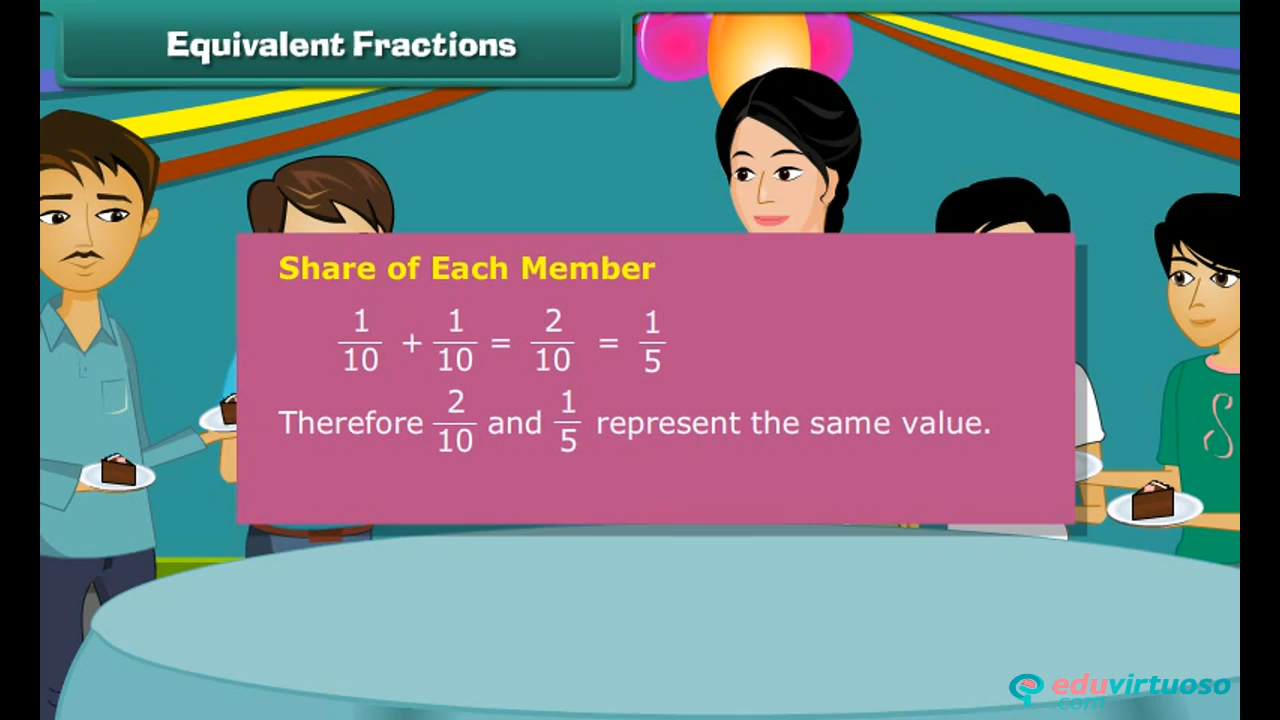 Equivalent Fractions
Share of Each Member
1/10 + 1/10 = 2/10 = 1/5
Therefore 2/10 and 1/5 represent the same value.
S
eduvirtuoso
.com